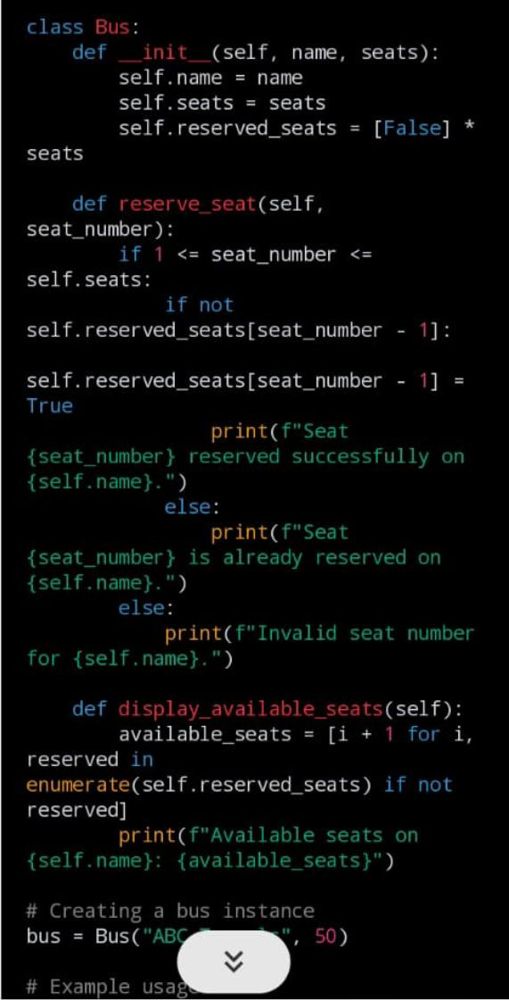 class Bus:
    def __init__(self, name, seats):
        self.name = name
        self.seats = seats
        self.reserved_seats = [False] *
seats

    def reserve_seat(self,
seat_number):
        if 1 <= seat_number <=
self.seats:
            if not
self.reserved_seats[seat_number - 1]:

self.reserved_seats[seat_number - 1] =
True
                print(f"Seat
{seat_number} reserved successfully on
{self.name}.")
            else:
                print(f"Seat
{seat_number} is already reserved on
{self.name}.")
        else:
            print(f"Invalid seat number
for {self.name}.")

    def display_available_seats(self):
        available_seats = [i + 1 for i,
reserved in
enumerate(self.reserved_seats) if not
reserved]
        print(f"Available seats on
{self.name}: {available_seats}")

# Creating a bus instance
bus = Bus("ABC ", 50)

# Example